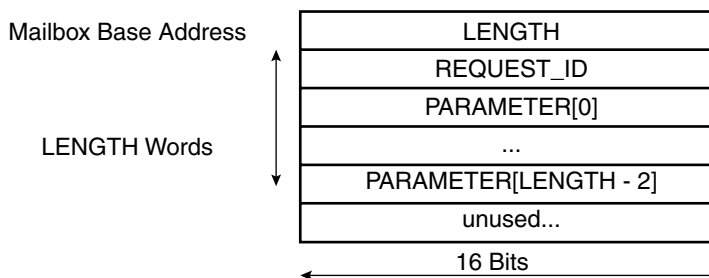 Mailbox Base Address
LENGTH
REQUEST_ID
PARAMETER[0]
LENGTH Words
...
PARAMETER[LENGTH - 2]
unused...
16 Bits